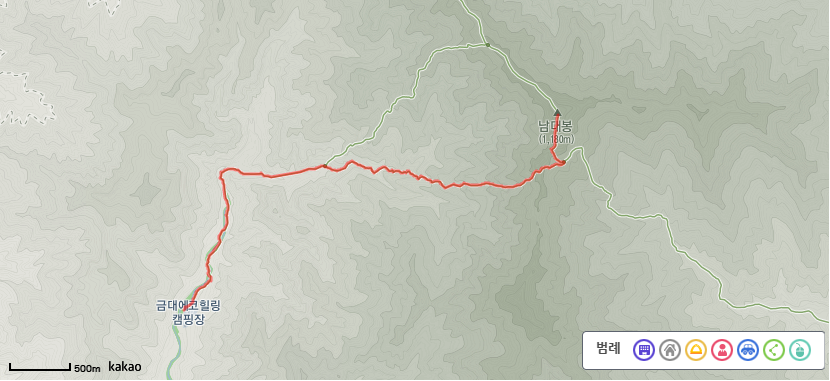 남대봉
(1,180m)
금대에코힐링
캠핑장
범례
500m kakao